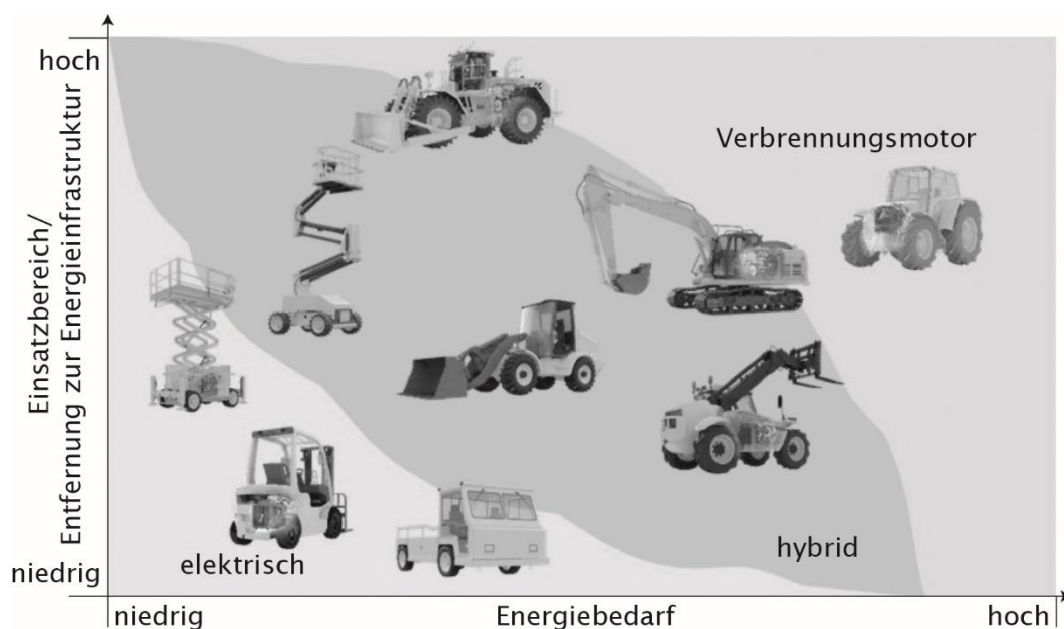 hoch
Einsatzbereich/
Entfernung zur Energieinfrastruktur
niedrig
Verbrennungsmotor
elektrisch
hybrid
niedrig
Energiebedarf
hoch